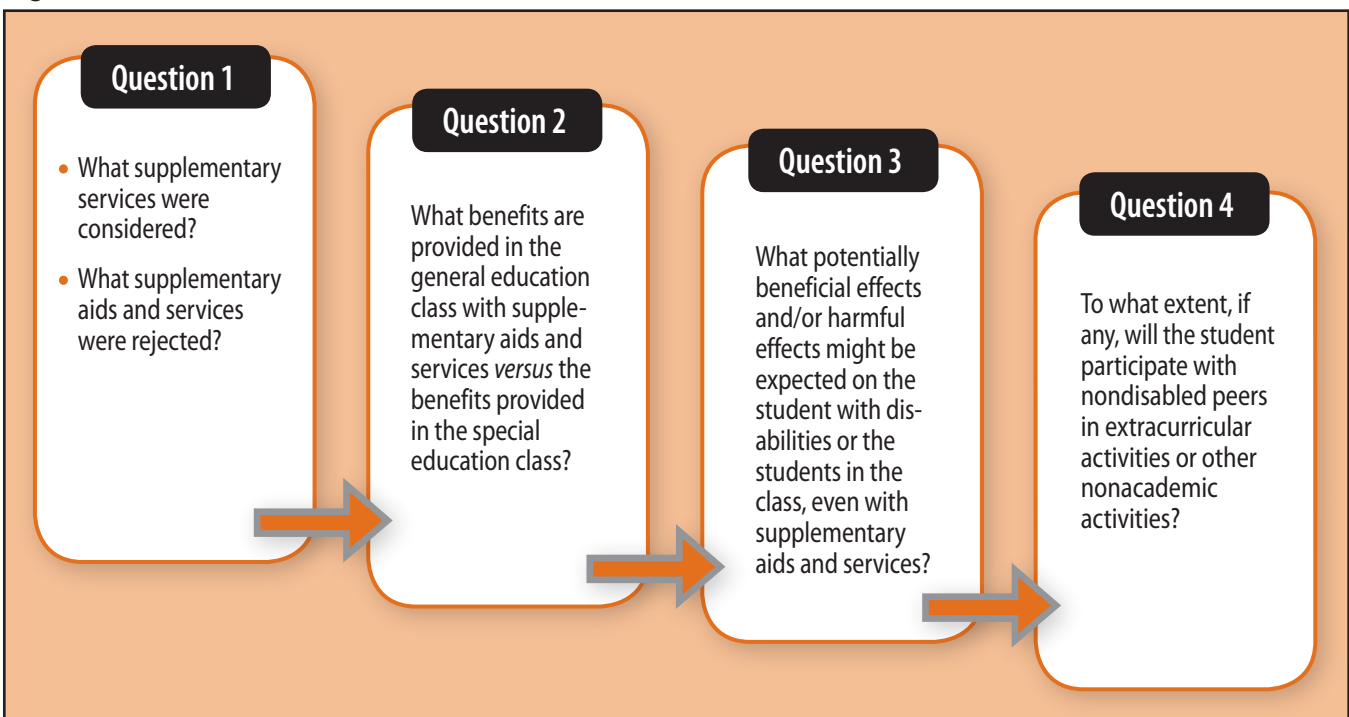 Question 1
• What supplementary
services were
considered?
• What supplementary
aids and services
were rejected?
Question 2
What benefits are
provided in the
general education
class with supple-
mentary aids and
services versus the
benefits provided
in the special
education class?
Question 3
What potentially
beneficial effects
and/or harmful
effects might be
expected on the
student with dis-
abilities or the
students in the
class, even with
supplementary
aids and services?
Question 4
To what extent, if
any, will the student
participate with
nondisabled peers
in extracurricular
activities or other
nonacademic
activities?